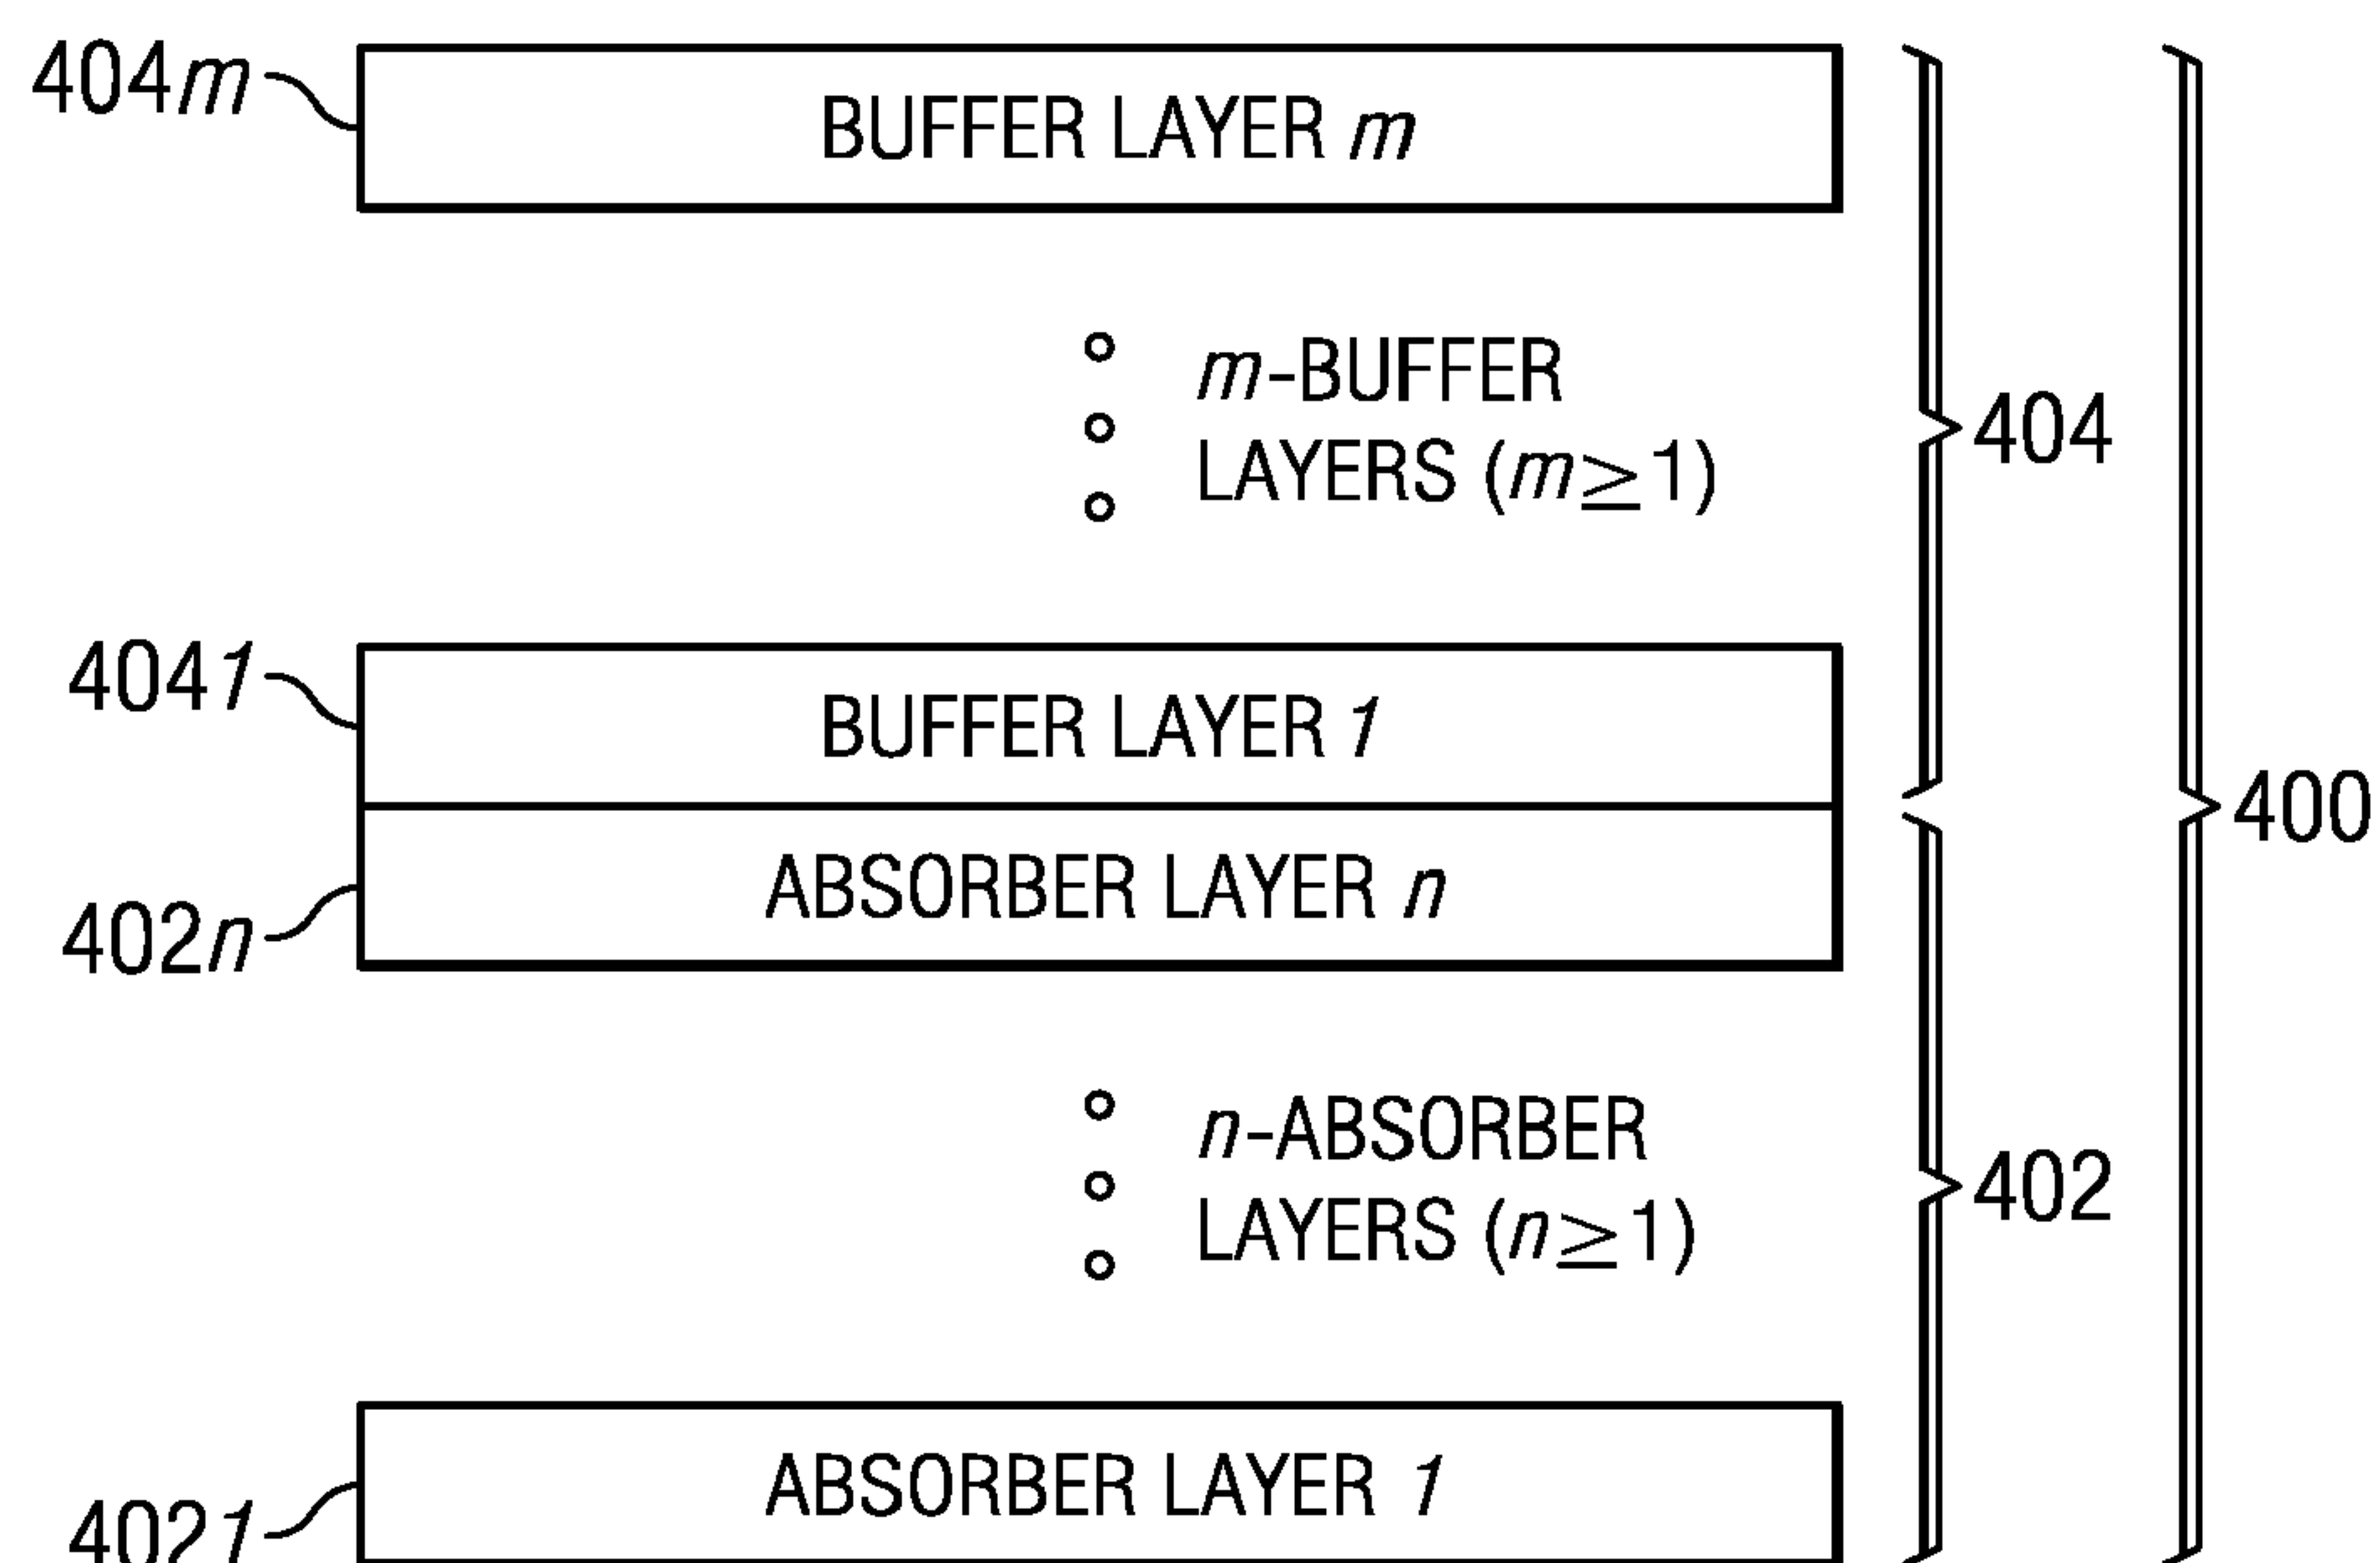 404m
BUFFER LAYER m
m-BUFFER
LAYERS (m≥1)
404
4041
BUFFER LAYER 1
400
402n
ABSORBER LAYER n
n-ABSORBER
LAYERS (n≥1)
402
4021
ABSORBER LAYER 1